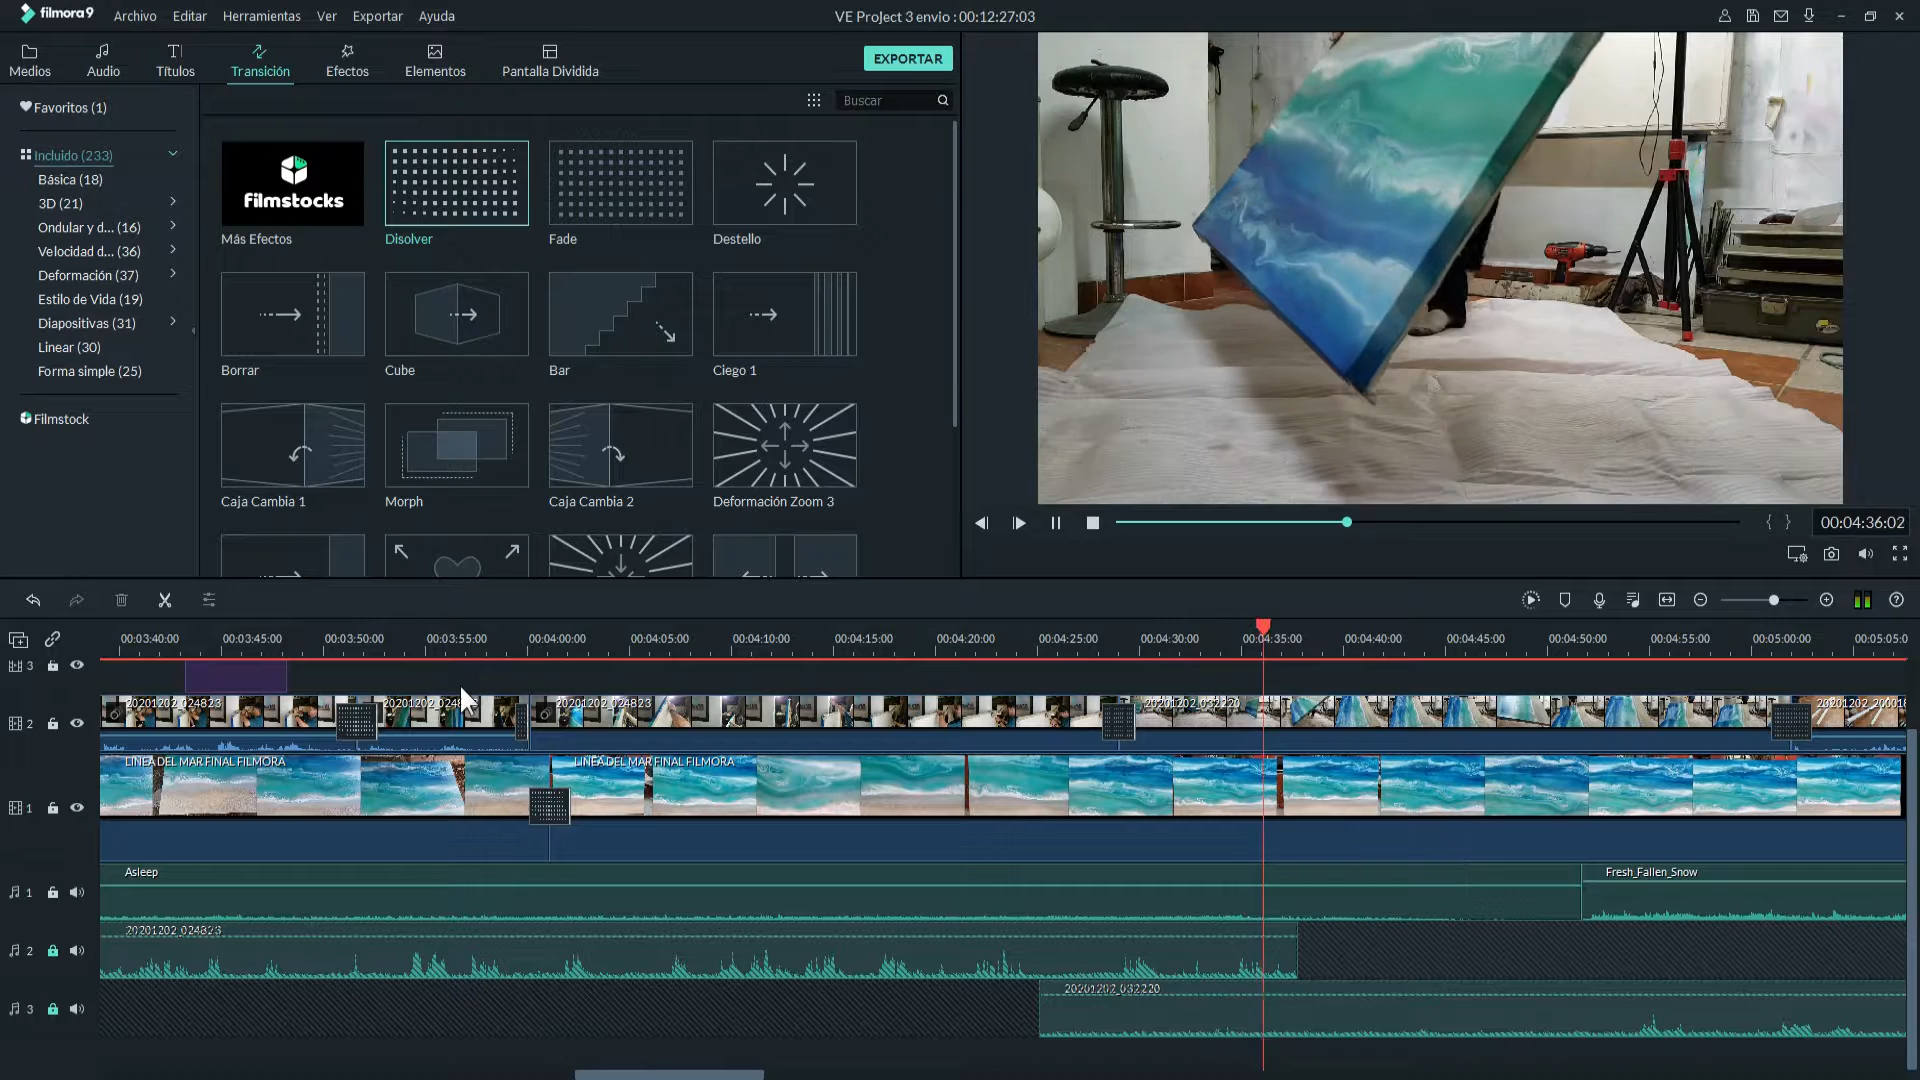 filmora9 Archivo Editar Herramientas Ver Exportar Ayuda
VE ProJect 3 envio : 00:12:27:03
Medios Audio Títulos Transición Efectos Elementos Pantalla Dividida
EXPORTAR
Favoritos (1)
Buscar
Incluido (233)
Básica (18)
3D (21)
Ondular y d... (16)
Velocidad d... (36)
Deformación (37)
Estilo de Vida (19)
Diapositivas (31)
Linear (30)
Forma simple (25)
Filmstock
filmstocks
Más Efectos Disolver Fade Destello
Borrar Cube Bar Ciego 1
Caja Cambia 1 Morph Caja Cambia 2 Deformación Zoom 3
{ } 00:04:36:02
00:03:40:00 00:03:45:00 00:03:50:00 00:03:55:00 00:04:00:00 00:04:05:00 00:04:10:00 00:04:15:00 00:04:20:00 00:04:25:00 00:04:30:00 00:04:35:00 00:04:40:00 00:04:45:00 00:04:50:00 00:04:55:00 00:05:00:00 00:05:05:0
3
20201202_024823 20201202_024823 20201202_032220
2
LINEA DEL MAR FINAL FILMORA LINEA DEL MAR FINAL FILMORA
1
Asleep Fresh_Fallen_Snow
1
20201202_024823
2
20201202_032220
3